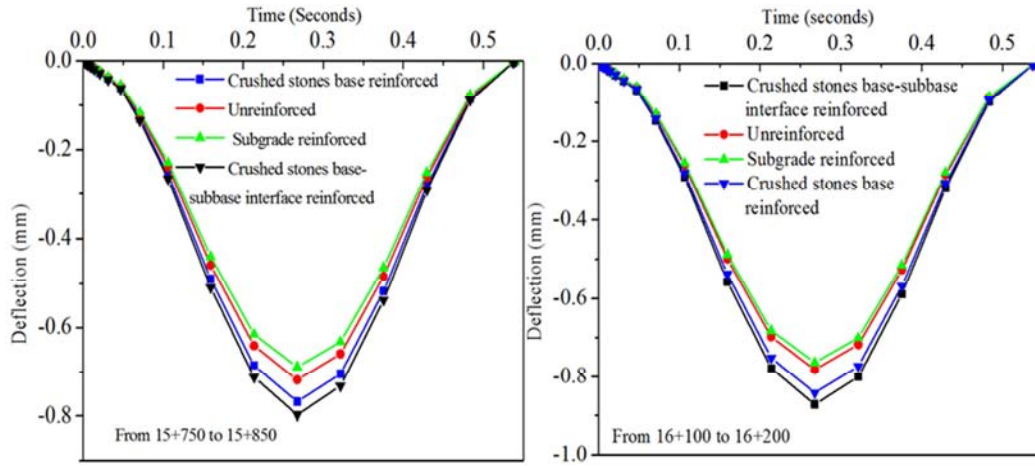 Time (Seconds)
0.0 0.1 0.2 0.3 0.4 0.5
0.0
-0.2
-0.4
-0.6
-0.8
Deflection (mm)
Crushed stones base reinforced
Unreinforced
Subgrade reinforced
Crushed stones base-
subbase interface reinforced
From 15+750 to 15+850
Time (seconds)
0.0 0.1 0.2 0.3 0.4 0.5
0.0
-0.2
-0.4
-0.6
-0.8
-1.0
Deflection (mm)
Crushed stones base-subbase
interface reinforced
Unreinforced
Subgrade reinforced
Crushed stones base
reinforced
From 16+100 to 16+200